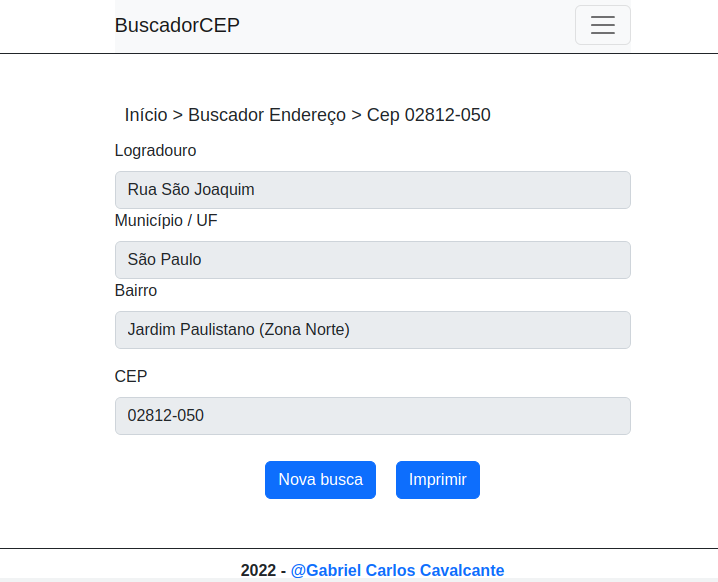 BuscadorCEP
Início > Buscador Endereço > Cep 02812-050
Logradouro
Rua São Joaquim
Município / UF
São Paulo
Bairro
Jardim Paulistano (Zona Norte)
CEP
02812-050
Nova busca
Imprimir
2022 - @Gabriel Carlos Cavalcante